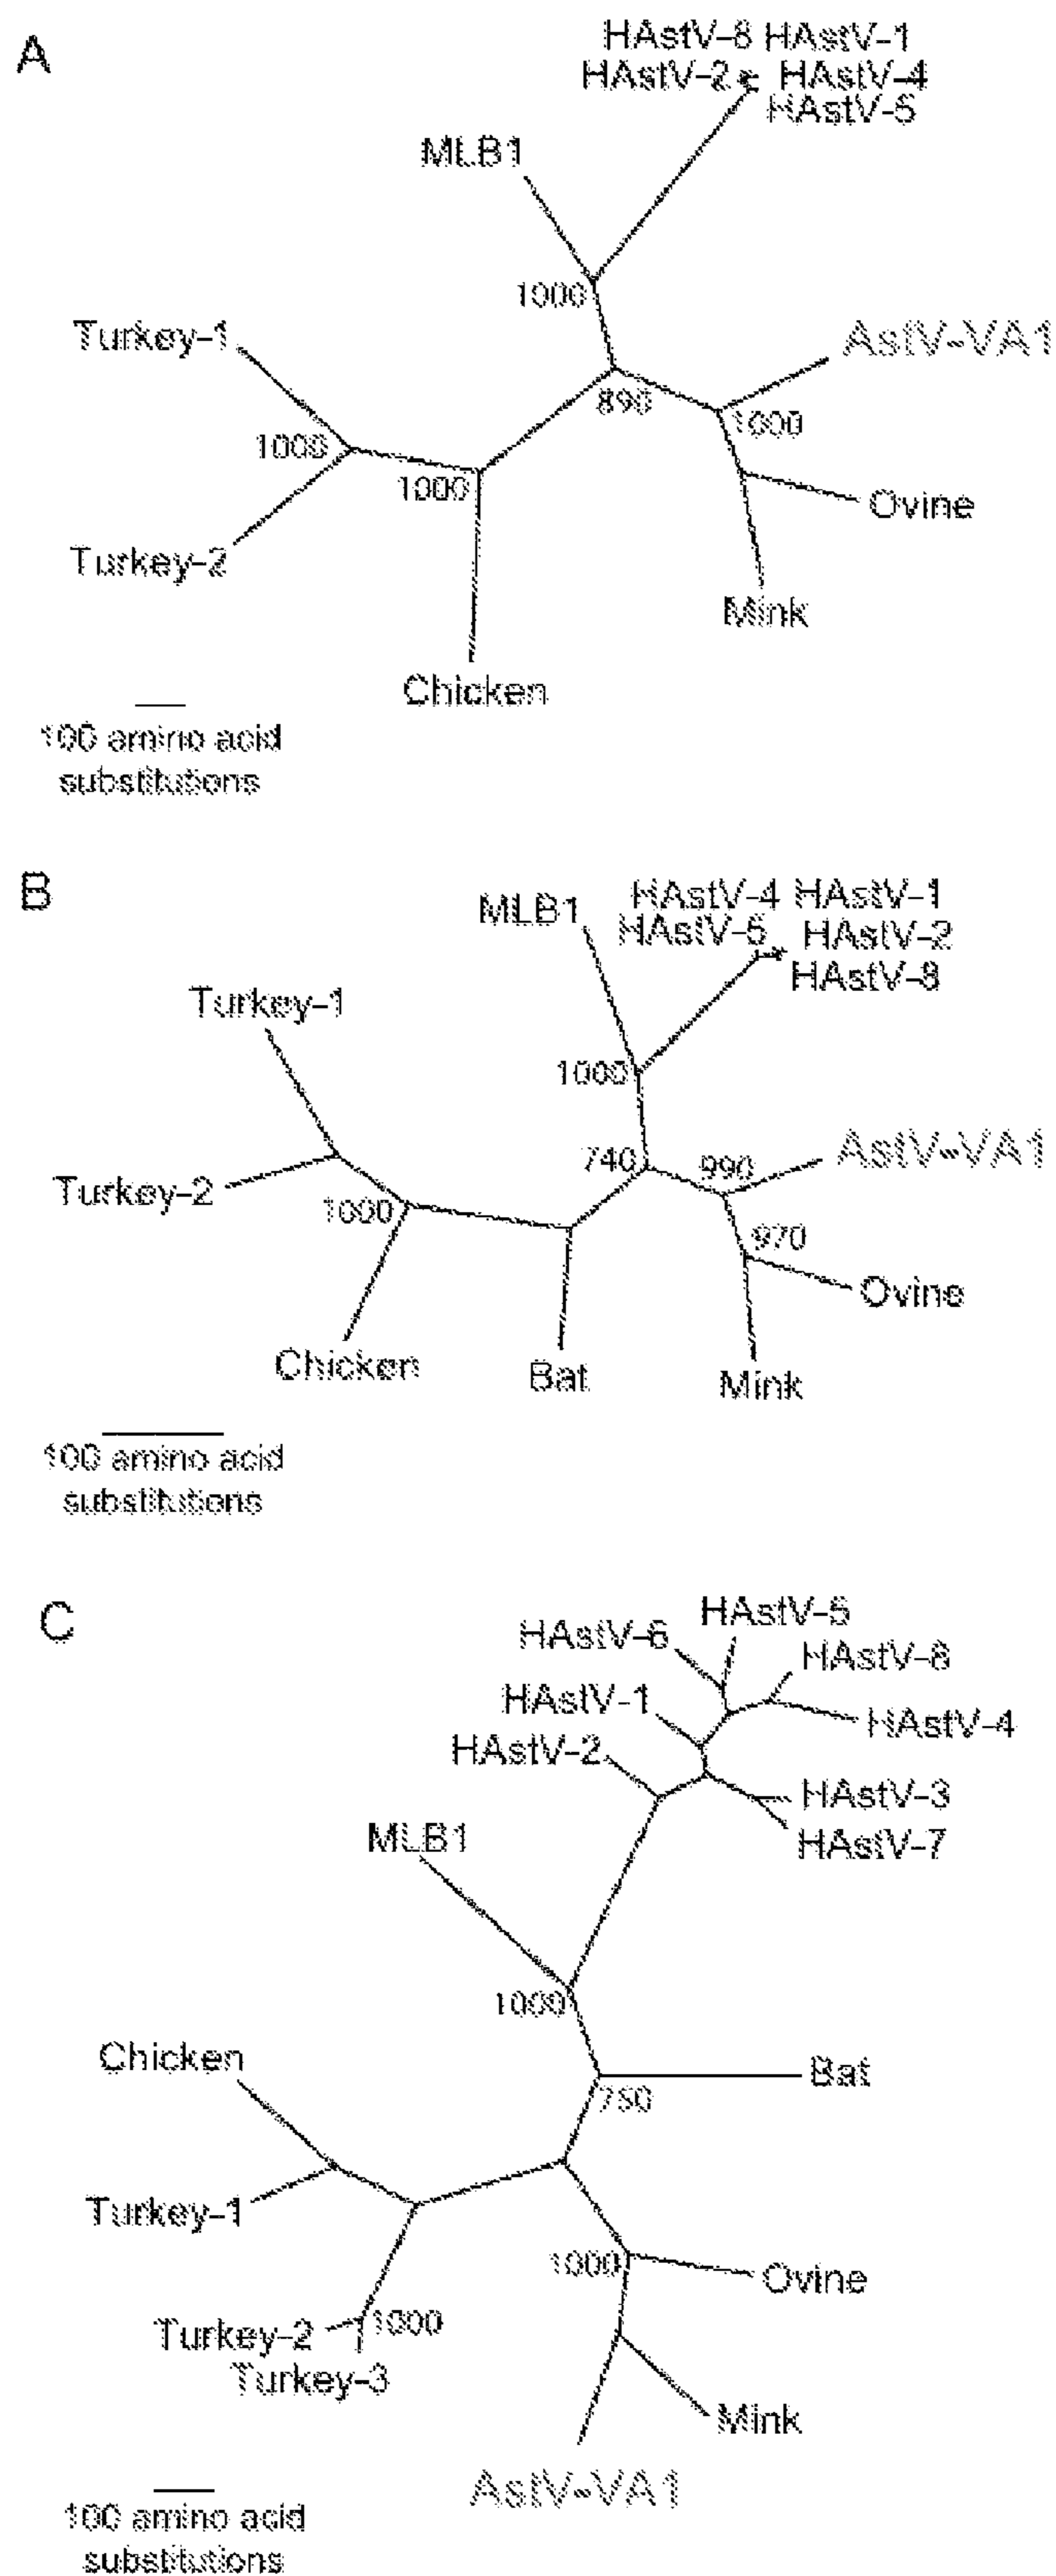 A
HAstV-8 HAstV-1
HAstV-2 HAstV-4
HAstV-5
MLB1
1000
Turkey-1
AstV-VA1
890
1000
1000
1000
Ovine
Turkey-2
Mink
Chicken
100 amino acid
substitutions
B
MLB1
HAstV-4 HAstV-1
HAstV-5 HAstV-2
HAstV-8
Turkey-1
1000
740
990
AstV-VA1
Turkey-2
1000
970
Ovine
Chicken
Bat
Mink
100 amino acid
substitutions
C
HAstV-5
HAstV-6
HAstV-8
HAstV-1
HAstV-4
HAstV-2
HAstV-3
MLB1
HAstV-7
1000
Chicken
Bat
750
Turkey-1
1000
Ovine
Turkey-2
1000
Turkey-3
Mink
AstV-VA1
100 amino acid
substitutions